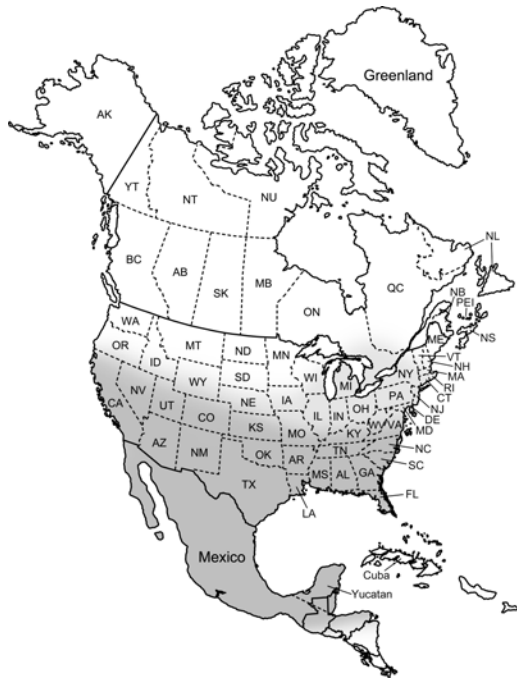 Greenland
AK
YT
NT
NU
NL
BC
AB
SK
MB
ON
QC
NB
PEI
NS
WA
OR
ID
MT
ND
MN
SD
WY
WI
MI
ME
VT
NH
MA
RI
CT
NY
NJ
PA
DE
MD
CA
NV
UT
CO
NE
IA
IL
IN
OH
WV
VA
KS
MO
KY
NC
TN
SC
AZ
NM
OK
AR
MS
AL
GA
TX
LA
FL
Mexico
Cuba
Yucatan